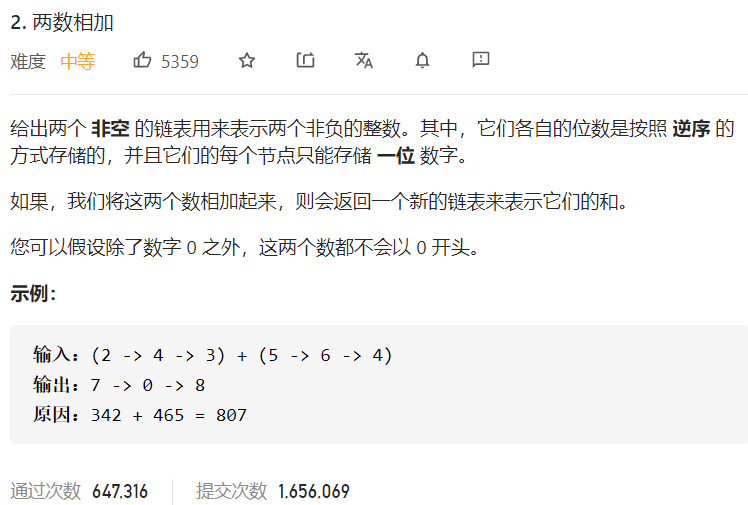 2. 两数相加
难度 中等 5359
给出两个 非空 的链表用来表示两个非负的整数。其中，它们各自的位数是按照 逆序 的
方式存储的，并且它们的每个节点只能存储 一位 数字。
如果，我们将这两个数相加起来，则会返回一个新的链表来表示它们的和。
您可以假设除了数字 0 之外，这两个数都不会以 0 开头。
示例：
输入：(2 -> 4 -> 3) + (5 -> 6 -> 4)
输出：7 -> 0 -> 8
原因：342 + 465 = 807
通过次数 647,316 提交次数 1,656,069